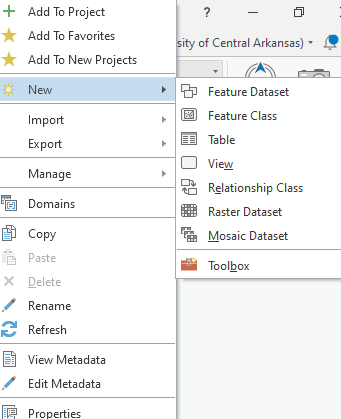 Add To Project
?
Add To Favorites
sity of Central Arkansas)
Add To New Projects
New
Feature Dataset
Feature Class
Import
Table
Export
View
Manage
Relationship Class
Domains
Raster Dataset
Copy
Mosaic Dataset
Paste
Toolbox
Delete
Rename
Refresh
View Metadata
Edit Metadata
Properties